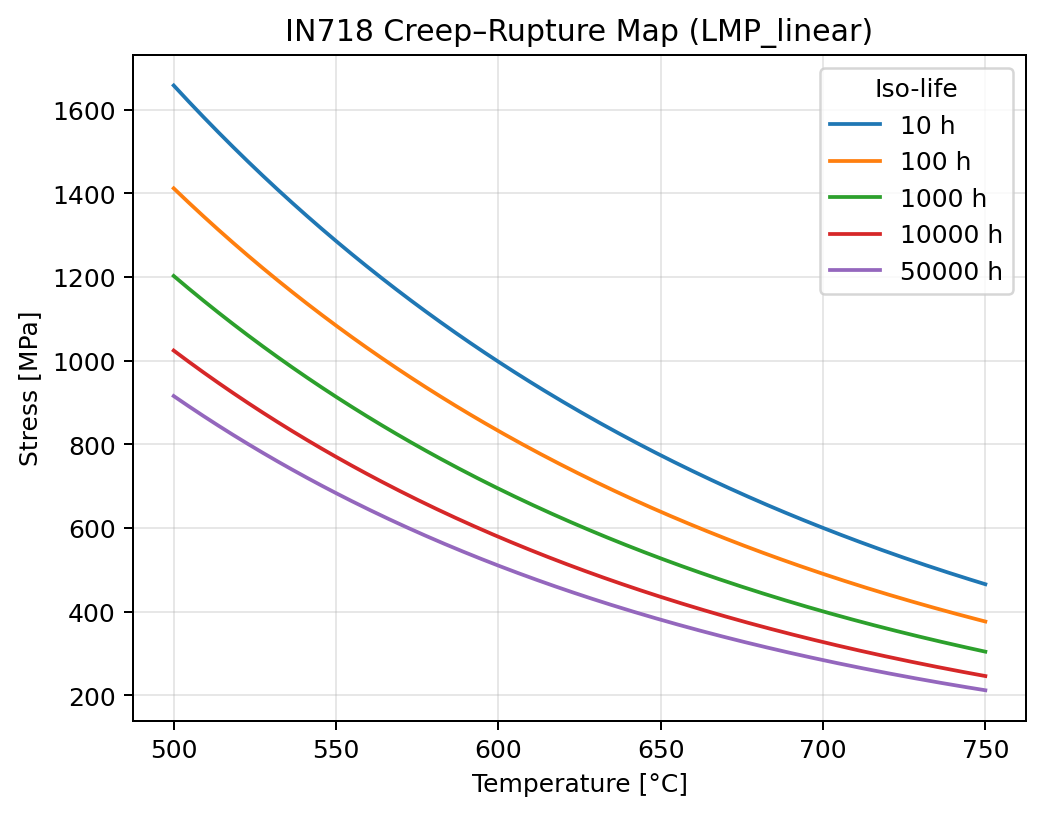 IN718 Creep–Rupture Map (LMP_linear)
Iso-life
10 h
100 h
1000 h
10000 h
50000 h
Stress [MPa]
1600
1400
1200
1000
800
600
400
200
500 550 600 650 700 750
Temperature [°C]